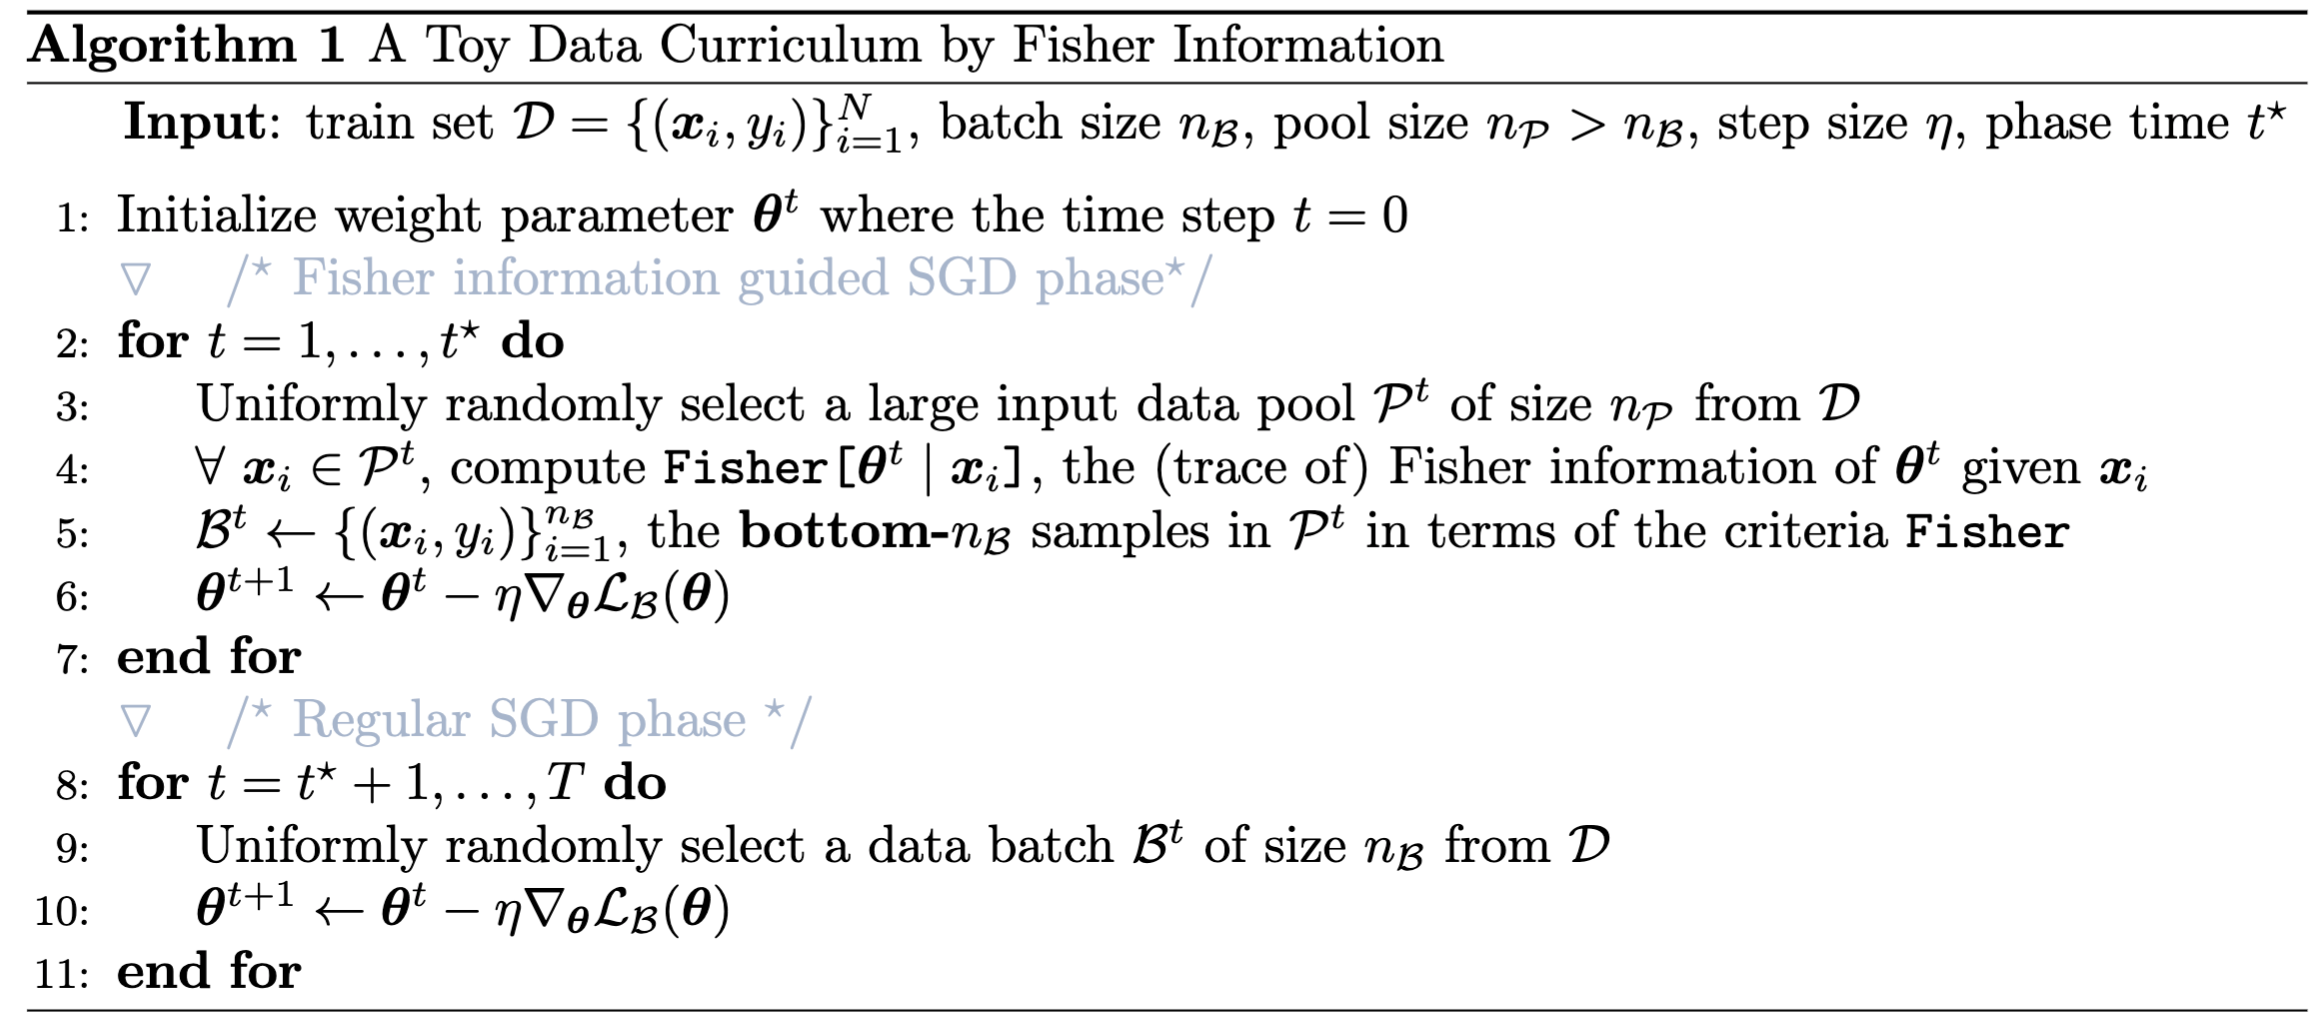 Algorithm 1 A Toy Data Curriculum by Fisher Information
Input: train set $\mathcal{D} = \{(\boldsymbol{x}_i, y_i)\}_{i=1}^{N}$, batch size $n_{\mathcal{B}}$, pool size $n_{\mathcal{P}} > n_{\mathcal{B}}$, step size $\eta$, phase time $t^\star$
1: Initialize weight parameter $\boldsymbol{\theta}^t$ where the time step $t = 0$
▽ /* Fisher information guided SGD phase*/
2: for $t = 1, \ldots, t^\star$ do
3: Uniformly randomly select a large input data pool $\mathcal{P}^t$ of size $n_{\mathcal{P}}$ from $\mathcal{D}$
4: $\forall \, \boldsymbol{x}_i \in \mathcal{P}^t$, compute Fisher[$\boldsymbol{\theta}^t \mid \boldsymbol{x}_i$], the (trace of) Fisher information of $\boldsymbol{\theta}^t$ given $\boldsymbol{x}_i$
5: $\mathcal{B}^t \leftarrow \{(\boldsymbol{x}_i, y_i)\}_{i=1}^{n_{\mathcal{B}}}$, the bottom-$n_{\mathcal{B}}$ samples in $\mathcal{P}^t$ in terms of the criteria Fisher
6: $\boldsymbol{\theta}^{t+1} \leftarrow \boldsymbol{\theta}^t - \eta \nabla_{\boldsymbol{\theta}} \mathcal{L}_{\mathcal{B}}(\boldsymbol{\theta})$
7: end for
▽ /* Regular SGD phase */
8: for $t = t^\star + 1, \ldots, T$ do
9: Uniformly randomly select a data batch $\mathcal{B}^t$ of size $n_{\mathcal{B}}$ from $\mathcal{D}$
10: $\boldsymbol{\theta}^{t+1} \leftarrow \boldsymbol{\theta}^t - \eta \nabla_{\boldsymbol{\theta}} \mathcal{L}_{\mathcal{B}}(\boldsymbol{\theta})$
11: end for